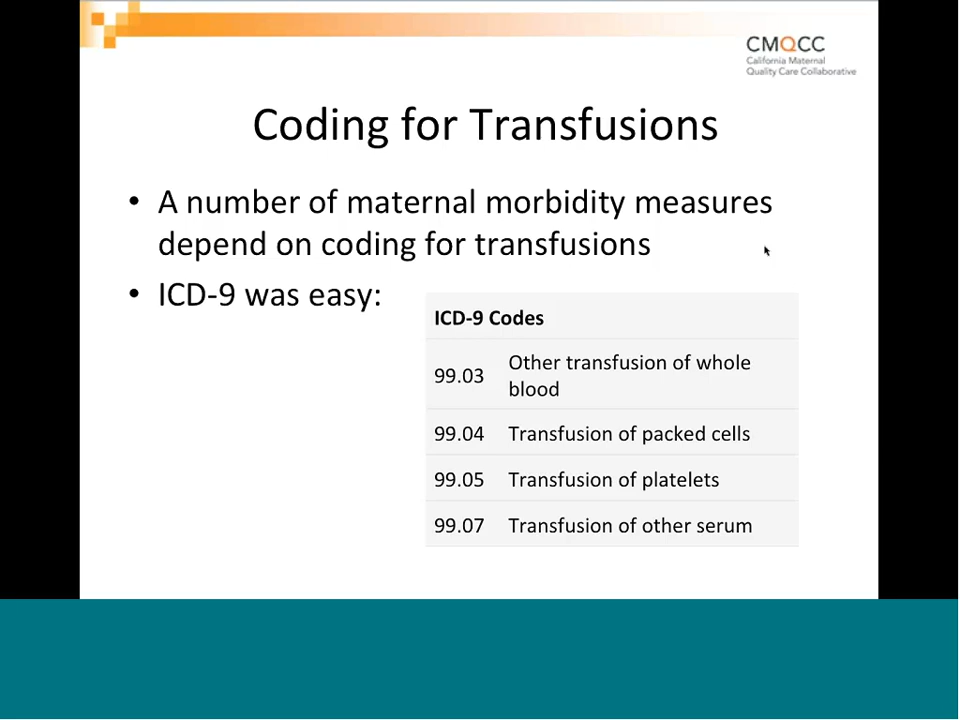 CMQCC
California Maternal
Quality Care Collaborative
Coding for Transfusions
• A number of maternal morbidity measures
depend on coding for transfusions
• ICD-9 was easy:
ICD-9 Codes
99.03 Other transfusion of whole
blood
99.04 Transfusion of packed cells
99.05 Transfusion of platelets
99.07 Transfusion of other serum